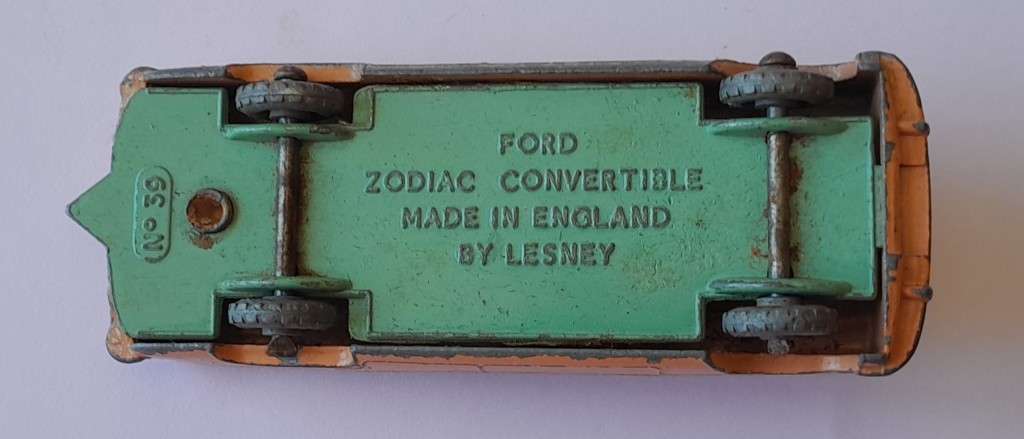 FORD
ZODIAC CONVERTIBLE
MADE IN ENGLAND
BY LESNEY
Nº 39